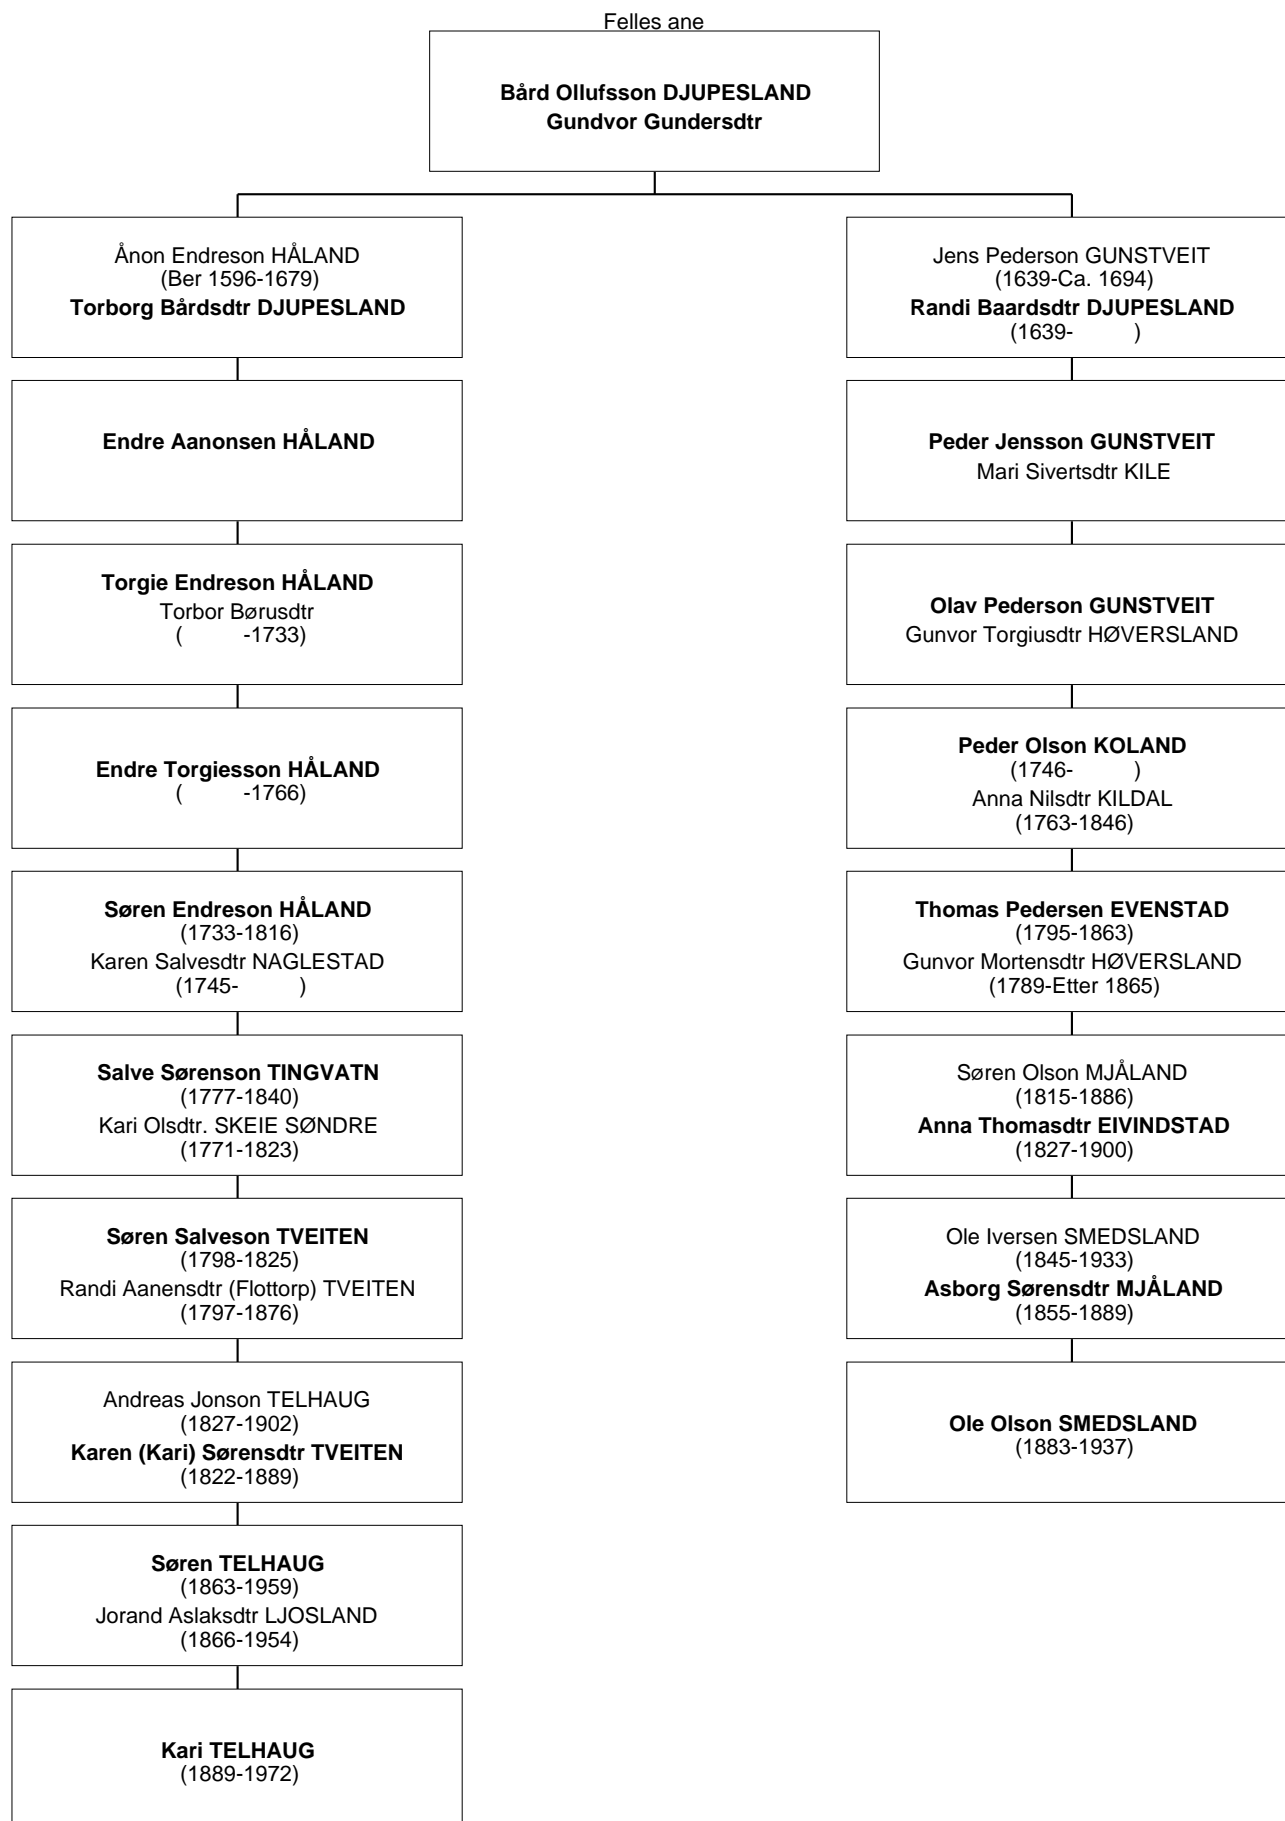 Felles ane
Bård Ollufsson DJUPESLAND
Gundvor Gundersdtr
Ånon Endreson HÅLAND
(Ber 1596-1679)
Torborg Bårdsdtr DJUPESLAND
Jens Pederson GUNSTVEIT
(1639-Ca. 1694)
Randi Baardsdtr DJUPESLAND
(1639- )
Endre Aanonsen HÅLAND
Peder Jensson GUNSTVEIT
Mari Sivertsdtr KILE
Torgie Endreson HÅLAND
Torbor Børusdtr
( -1733)
Olav Pederson GUNSTVEIT
Gunvor Torgiusdtr HØVERSLAND
Endre Torgiesson HÅLAND
( -1766)
Peder Olson KOLAND
(1746- )
Anna Nilsdtr KILDAL
(1763-1846)
Søren Endreson HÅLAND
(1733-1816)
Karen Salvesdtr NAGLESTAD
(1745- )
Thomas Pedersen EVENSTAD
(1795-1863)
Gunvor Mortensdtr HØVERSLAND
(1789-Etter 1865)
Salve Sørenson TINGVATN
(1777-1840)
Kari Olsdtr. SKEIE SØNDRE
(1771-1823)
Søren Olson MJÅLAND
(1815-1886)
Anna Thomasdtr EIVINDSTAD
(1827-1900)
Søren Salveson TVEITEN
(1798-1825)
Randi Aanensdtr (Flottorp) TVEITEN
(1797-1876)
Ole Iversen SMEDSLAND
(1845-1933)
Asborg Sørensdtr MJÅLAND
(1855-1889)
Andreas Jonson TELHAUG
(1827-1902)
Karen (Kari) Sørensdtr TVEITEN
(1822-1889)
Ole Olson SMEDSLAND
(1883-1937)
Søren TELHAUG
(1863-1959)
Jorand Aslaksdtr LJOSLAND
(1866-1954)
Kari TELHAUG
(1889-1972)